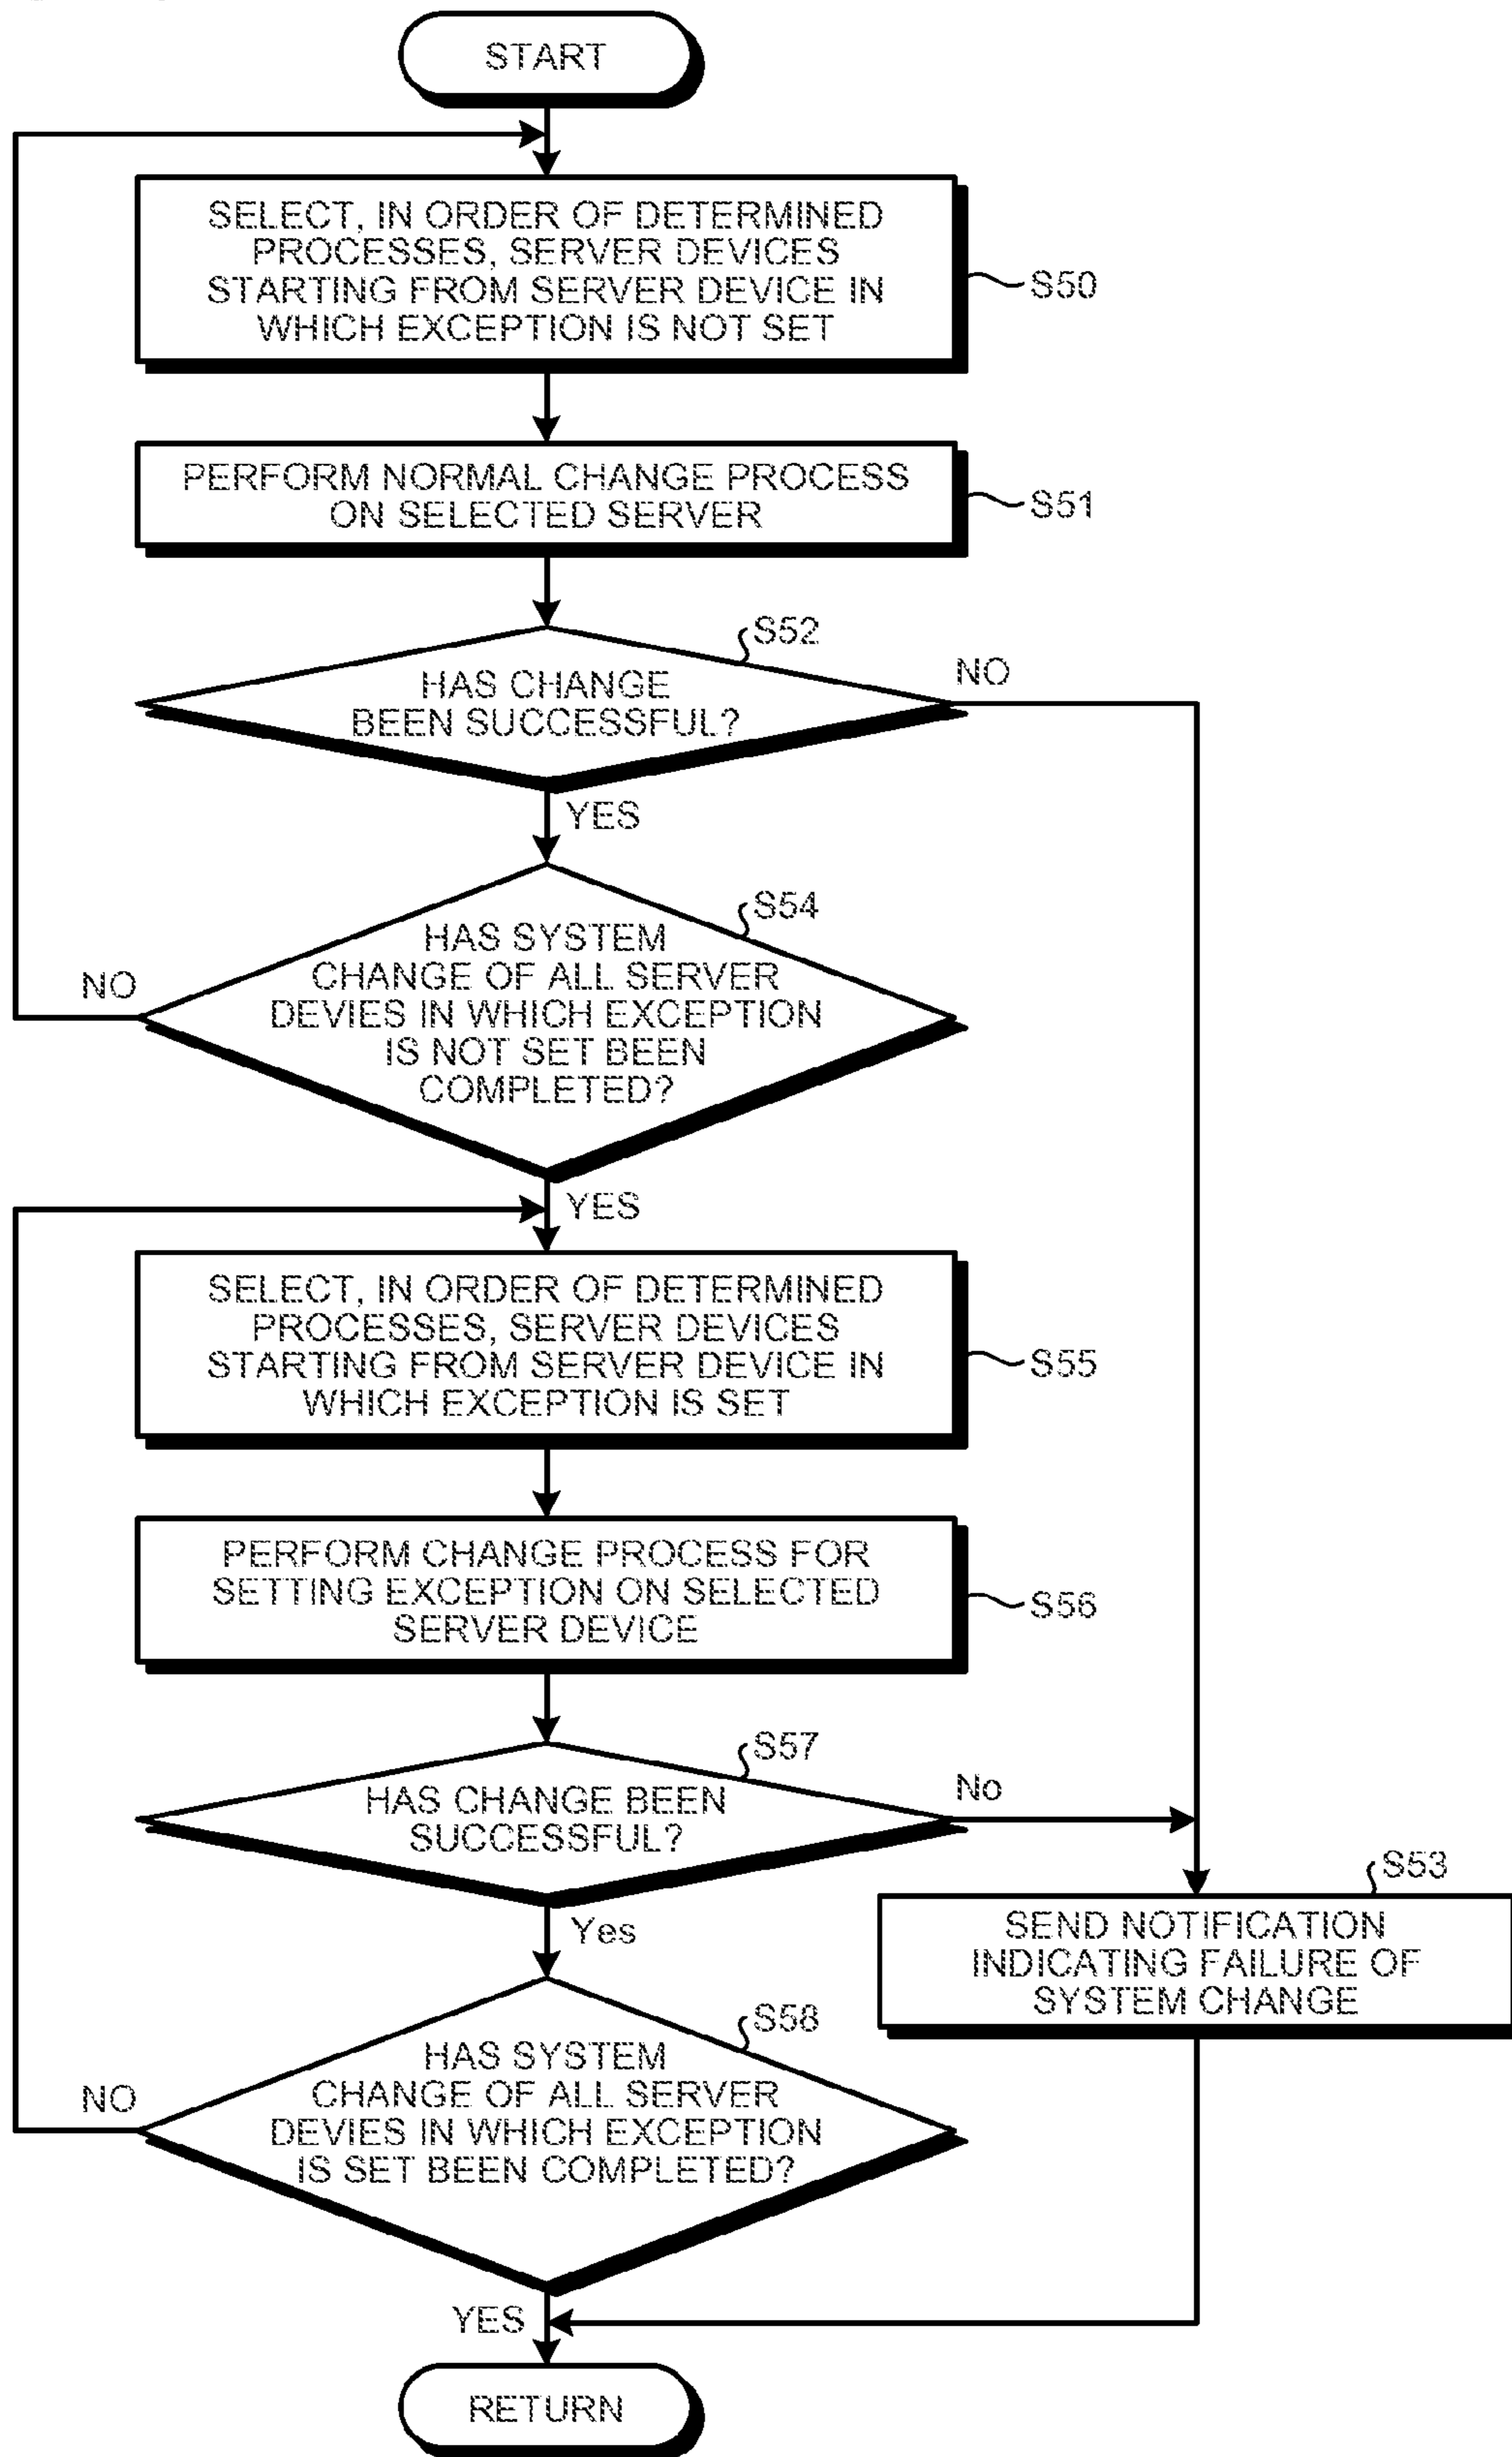 START
SELECT, IN ORDER OF DETERMINED
PROCESSES, SERVER DEVICES
STARTING FROM SERVER DEVICE IN
WHICH EXCEPTION IS NOT SET
S50
PERFORM NORMAL CHANGE PROCESS
ON SELECTED SERVER
S51
S52
HAS CHANGE
BEEN SUCCESSFUL?
NO
YES
S54
HAS SYSTEM
CHANGE OF ALL SERVER
DEVIES IN WHICH EXCEPTION
IS NOT SET BEEN
COMPLETED?
NO
YES
SELECT, IN ORDER OF DETERMINED
PROCESSES, SERVER DEVICES
STARTING FROM SERVER DEVICE IN
WHICH EXCEPTION IS SET
S55
PERFORM CHANGE PROCESS FOR
SETTING EXCEPTION ON SELECTED
SERVER DEVICE
S56
S57
HAS CHANGE BEEN
SUCCESSFUL?
No
Yes
S53
SEND NOTIFICATION
INDICATING FAILURE OF
SYSTEM CHANGE
S58
HAS SYSTEM
CHANGE OF ALL SERVER
DEVIES IN WHICH EXCEPTION
IS SET BEEN COMPLETED?
NO
YES
RETURN